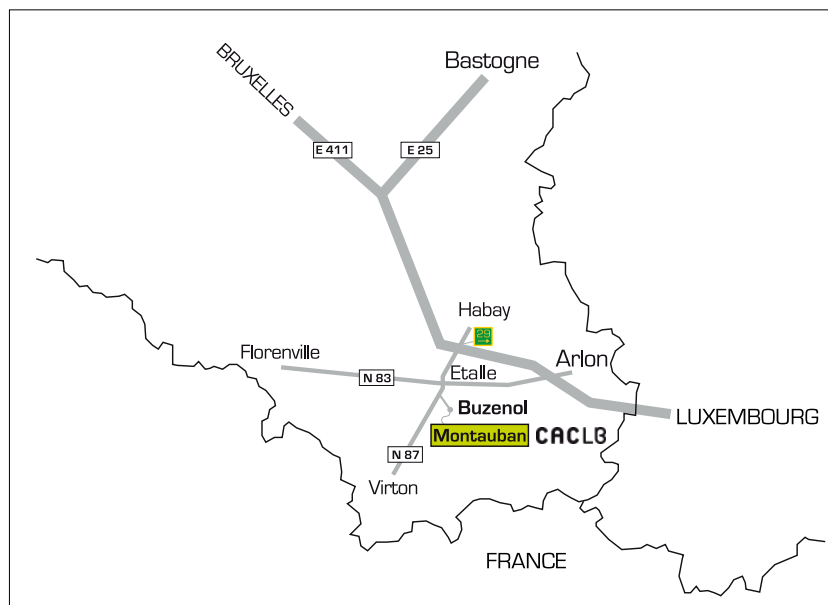 BRUXELLES
Bastogne
E 411
E 25
Habay
29
Florenville
Arlon
N 83
Etalle
Buzenol
LUXEMBOURG
Montauban CACLB
N 87
Virton
FRANCE